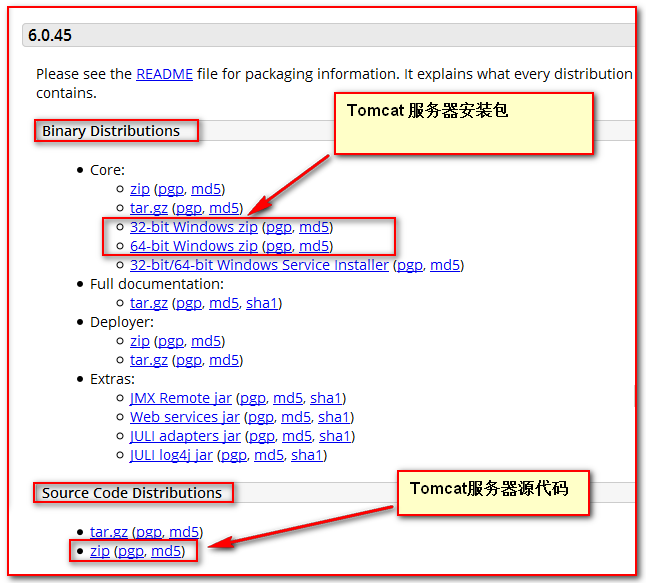 6.0.45
Please see the README file for packaging information. It explains what every distribution
contains.
Tomcat 服务器安装包
Binary Distributions
Core:
zip (pgp, md5)
tar.gz (pgp, md5)
32-bit Windows zip (pgp, md5)
64-bit Windows zip (pgp, md5)
32-bit/64-bit Windows Service Installer (pgp, md5)
Full documentation:
tar.gz (pgp, md5, sha1)
Deployer:
zip (pgp, md5)
tar.gz (pgp, md5)
Extras:
JMX Remote jar (pgp, md5, sha1)
Web services jar (pgp, md5, sha1)
JULI adapters jar (pgp, md5, sha1)
JULI log4j jar (pgp, md5, sha1)
Source Code Distributions
Tomcat服务器源代码
tar.gz (pgp, md5)
zip (pgp, md5)